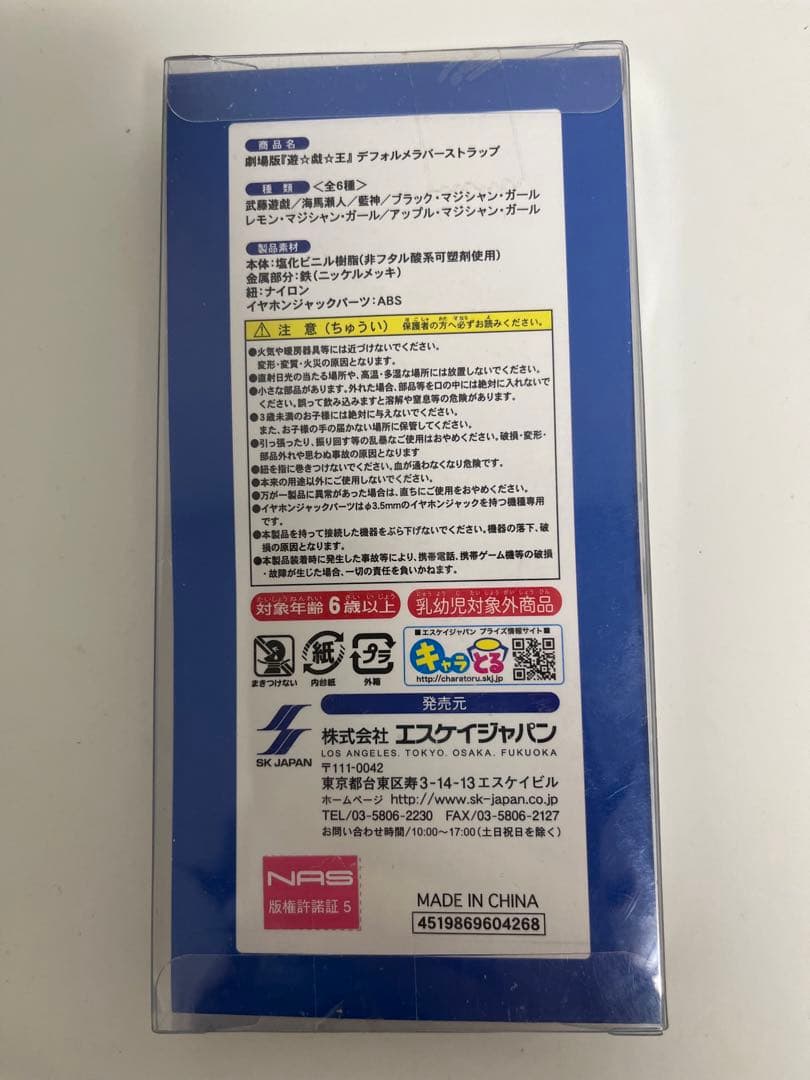 商品名
劇場版『遊☆戯☆王』 デフォルメラバーストラップ
種類 <全6種>
武藤遊戯／海馬瀬人／藍神／ブラック・マジシャン・ガール
レモン・マジシャン・ガール／アップル・マジシャン・ガール
製品素材
本体：塩化ビニル樹脂(非フタル酸系可塑剤使用)
金属部分：鉄(ニッケルメッキ)
紐：ナイロン
イヤホンジャックパーツ：ABS
注 意 (ちゅうい) 保護者の方へ必ずお読みください。
●火気や暖房器具等には近づけないでください。
変形・変質・火災の原因となります。
●直射日光の当たる場所や、高温・多湿な場所には放置しないでください。
●小さな部品があります。外れた場合、部品等を口の中には絶対に入れないで
ください。誤って飲み込みますと溶解や窒息等の危険があります。
●3歳未満のお子様には絶対に与えないでください。
また、お子様の手の届かない場所に保管してください。
●引っ張ったり、振り回す等の乱暴なご使用はおやめください。破損・変形・
部品外れや思わぬ事故の原因となります
●紐を指に巻きつけないでください。血が通わなくなり危険です。
●本来の用途以外にご使用しないでください。
●万が一製品に異常があった場合は、直ちにご使用をおやめください。
●イヤホンジャックパーツはφ3.5mmのイヤホンジャックを持つ機種専用
です。
●本製品を持って接続した機器をぶら下げないでください。機器の落下、破
損の原因となります。
●本製品装着時に発生した事故等により、携帯電話、携帯ゲーム機等の破損
・故障が生じた場合、一切の責任を負いかねます。
たいしょうねんれい さい いじょう
対象年齢 6歳以上
にゅうようじ たいしょうがいしょうひん
乳幼児対象外商品
まきつけない
紙
内台紙
プラ
外箱
■エスケイジャパン プライズ情報サイト■
キャラとる
http://charatoru.skj.jp
発売元
SK JAPAN
株式会社 エスケイジャパン
LOS ANGELES. TOKYO. OSAKA. FUKUOKA
〒111-0042
東京都台東区寿3-14-13エスケイビル
ホームページ http://www.sk-japan.co.jp
TEL/03-5806-2230 FAX/03-5806-2127
お問い合わせ時間/10:00～17:00(土日祝日を除く)
NAS
版権許諾証 5
MADE IN CHINA
4519869604268